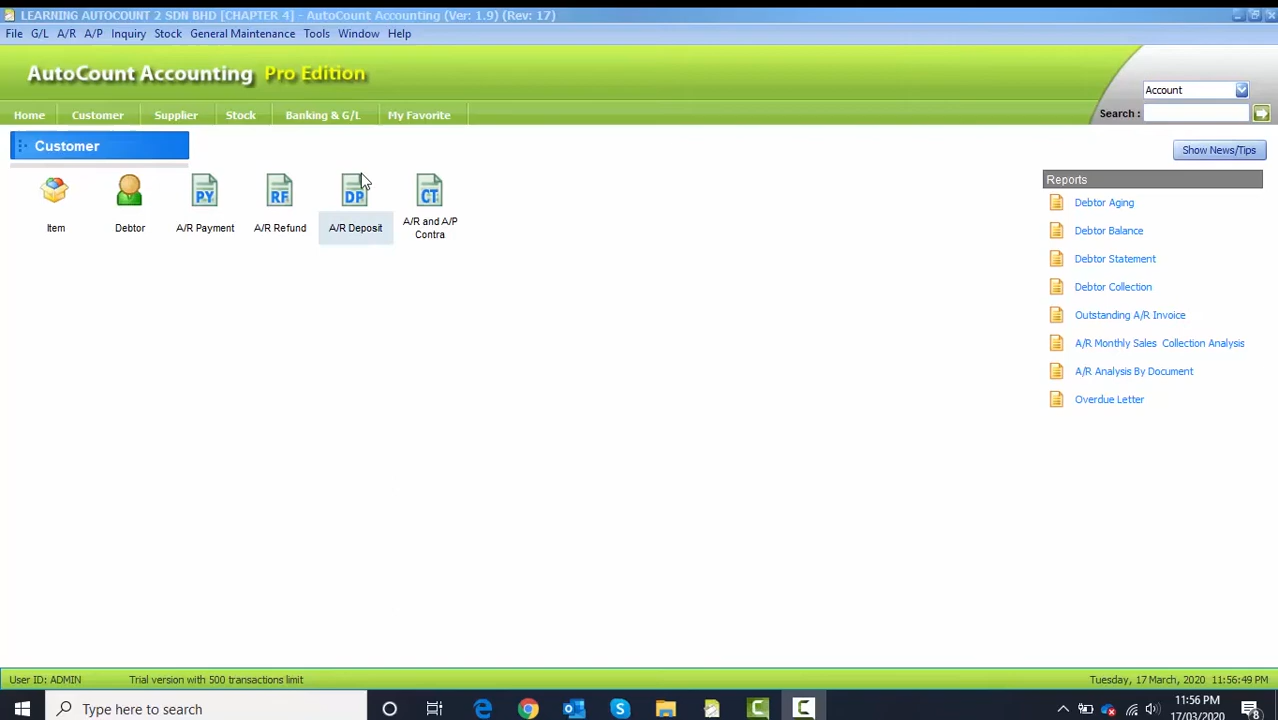 LEARNING AUTOCOUNT 2 SDN BHD [CHAPTER 4] - AutoCount Accounting (Ver: 1.9) (Rev: 17)
File G/L A/R A/P Inquiry Stock General Maintenance Tools Window Help
AutoCount Accounting Pro Edition
Account
Search :
Home Customer Supplier Stock Banking & G/L My Favorite
Customer
Show News/Tips
PY RF DP CT
Item Debtor A/R Payment A/R Refund A/R Deposit A/R and A/P Contra
Reports
Debtor Aging
Debtor Balance
Debtor Statement
Debtor Collection
Outstanding A/R Invoice
A/R Monthly Sales Collection Analysis
A/R Analysis By Document
Overdue Letter
User ID: ADMIN Trial version with 500 transactions limit Tuesday, 17 March, 2020 11:56:49 PM
Type here to search
11:56 PM
17/03/2020
8